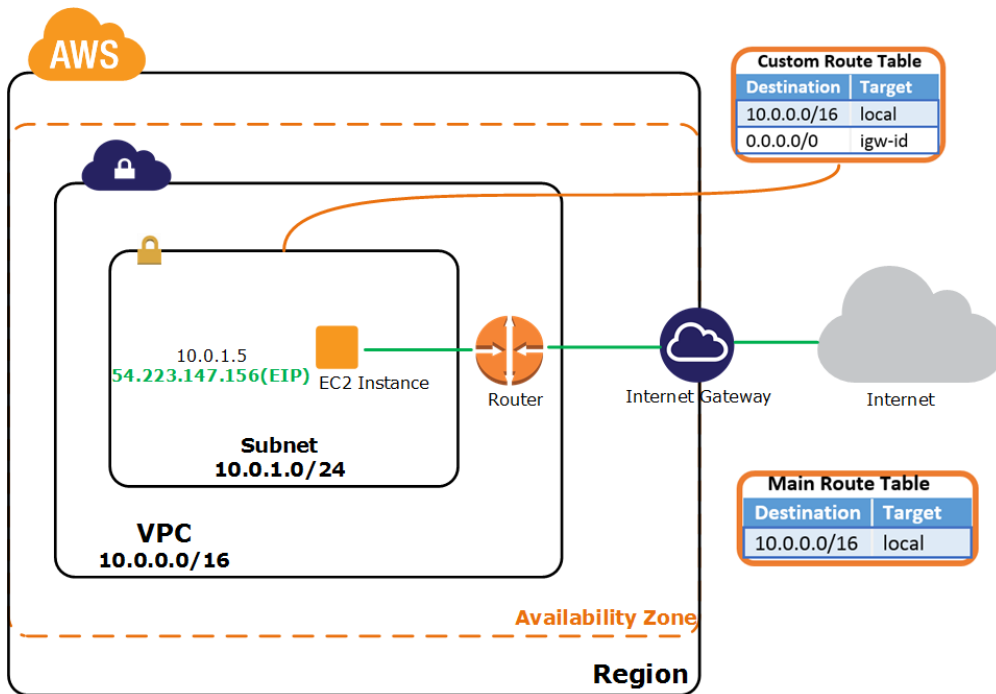 AWS
Custom Route Table
Destination Target
10.0.0.0/16 local
0.0.0.0/0 igw-id
10.0.1.5
54.223.147.156(EIP)
EC2 Instance
Router
Internet Gateway
Internet
Subnet
10.0.1.0/24
VPC
10.0.0.0/16
Main Route Table
Destination Target
10.0.0.0/16 local
Availability Zone
Region